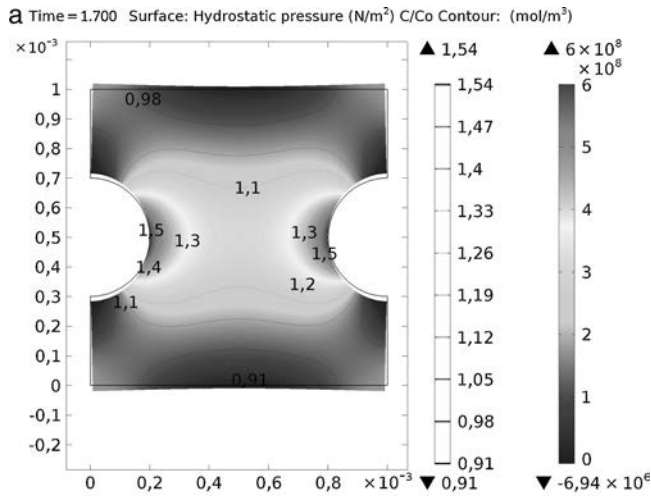 a Time=1.700 Surface: Hydrostatic pressure (N/m²) C/Co Contour: (mol/m³)
×10⁻³ ▲ 1,54 ▲ 6×10⁸
×10⁸
1 0,98 1,54 6
0,9 1,47
0,8 1,4 5
0,7 1,1 1,33
0,6 4
0,5 1,5 1,3 1,3 1,5 1,26
0,4 1,4 1,2 3
0,3 1,1 1,19
0,2 1,12 2
0,1 1,05
0 0,91 1
-0,1 0,98
-0,2 0,91 0
0 0,2 0,4 0,6 0,8 ×10⁻³ ▼ 0,91 ▼ -6,94 × 10⁶